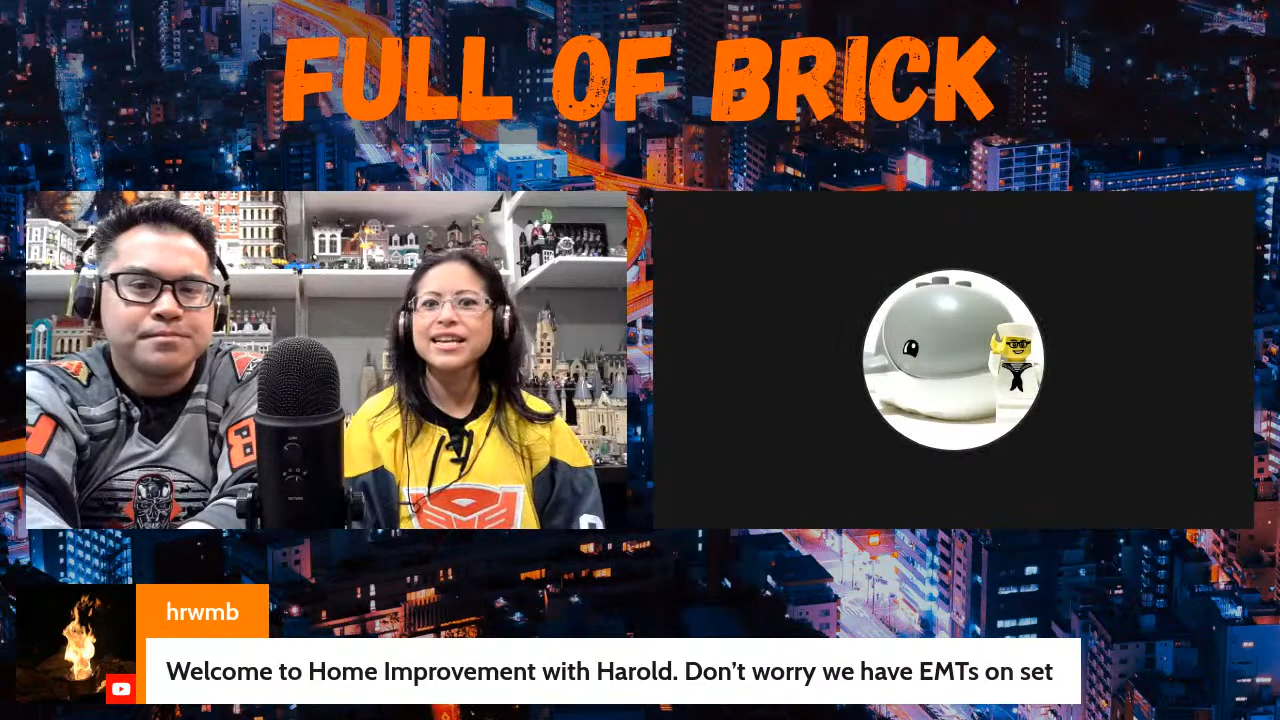 FULL OF BRICK
hrwmb
Welcome to Home Improvement with Harold. Don't worry we have EMTs on set